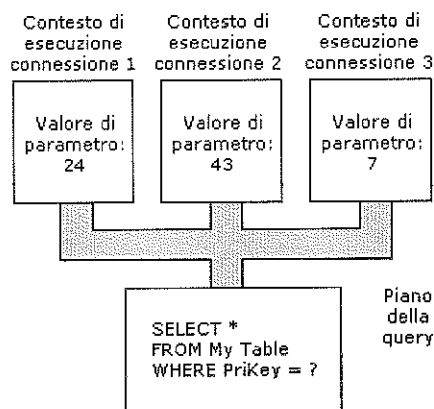 Contesto di
esecuzione
connessione 1
Contesto di
esecuzione
connessione 2
Contesto di
esecuzione
connessione 3
Valore di
parametro:
24
Valore di
parametro:
43
Valore di
parametro:
7
Piano
della
query
SELECT *
FROM My Table
WHERE PriKey = ?